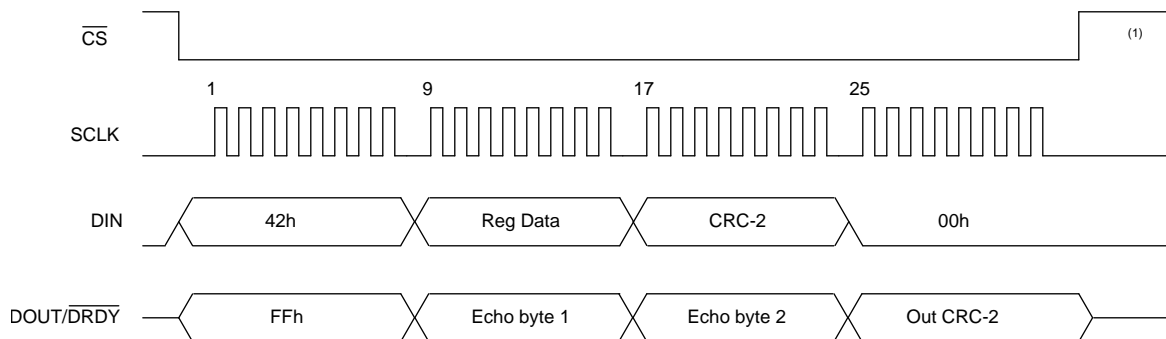 CS
(1)
1 9 17 25
SCLK
DIN 42h Reg Data CRC-2 00h
DOUT/DRDY FFh Echo byte 1 Echo byte 2 Out CRC-2